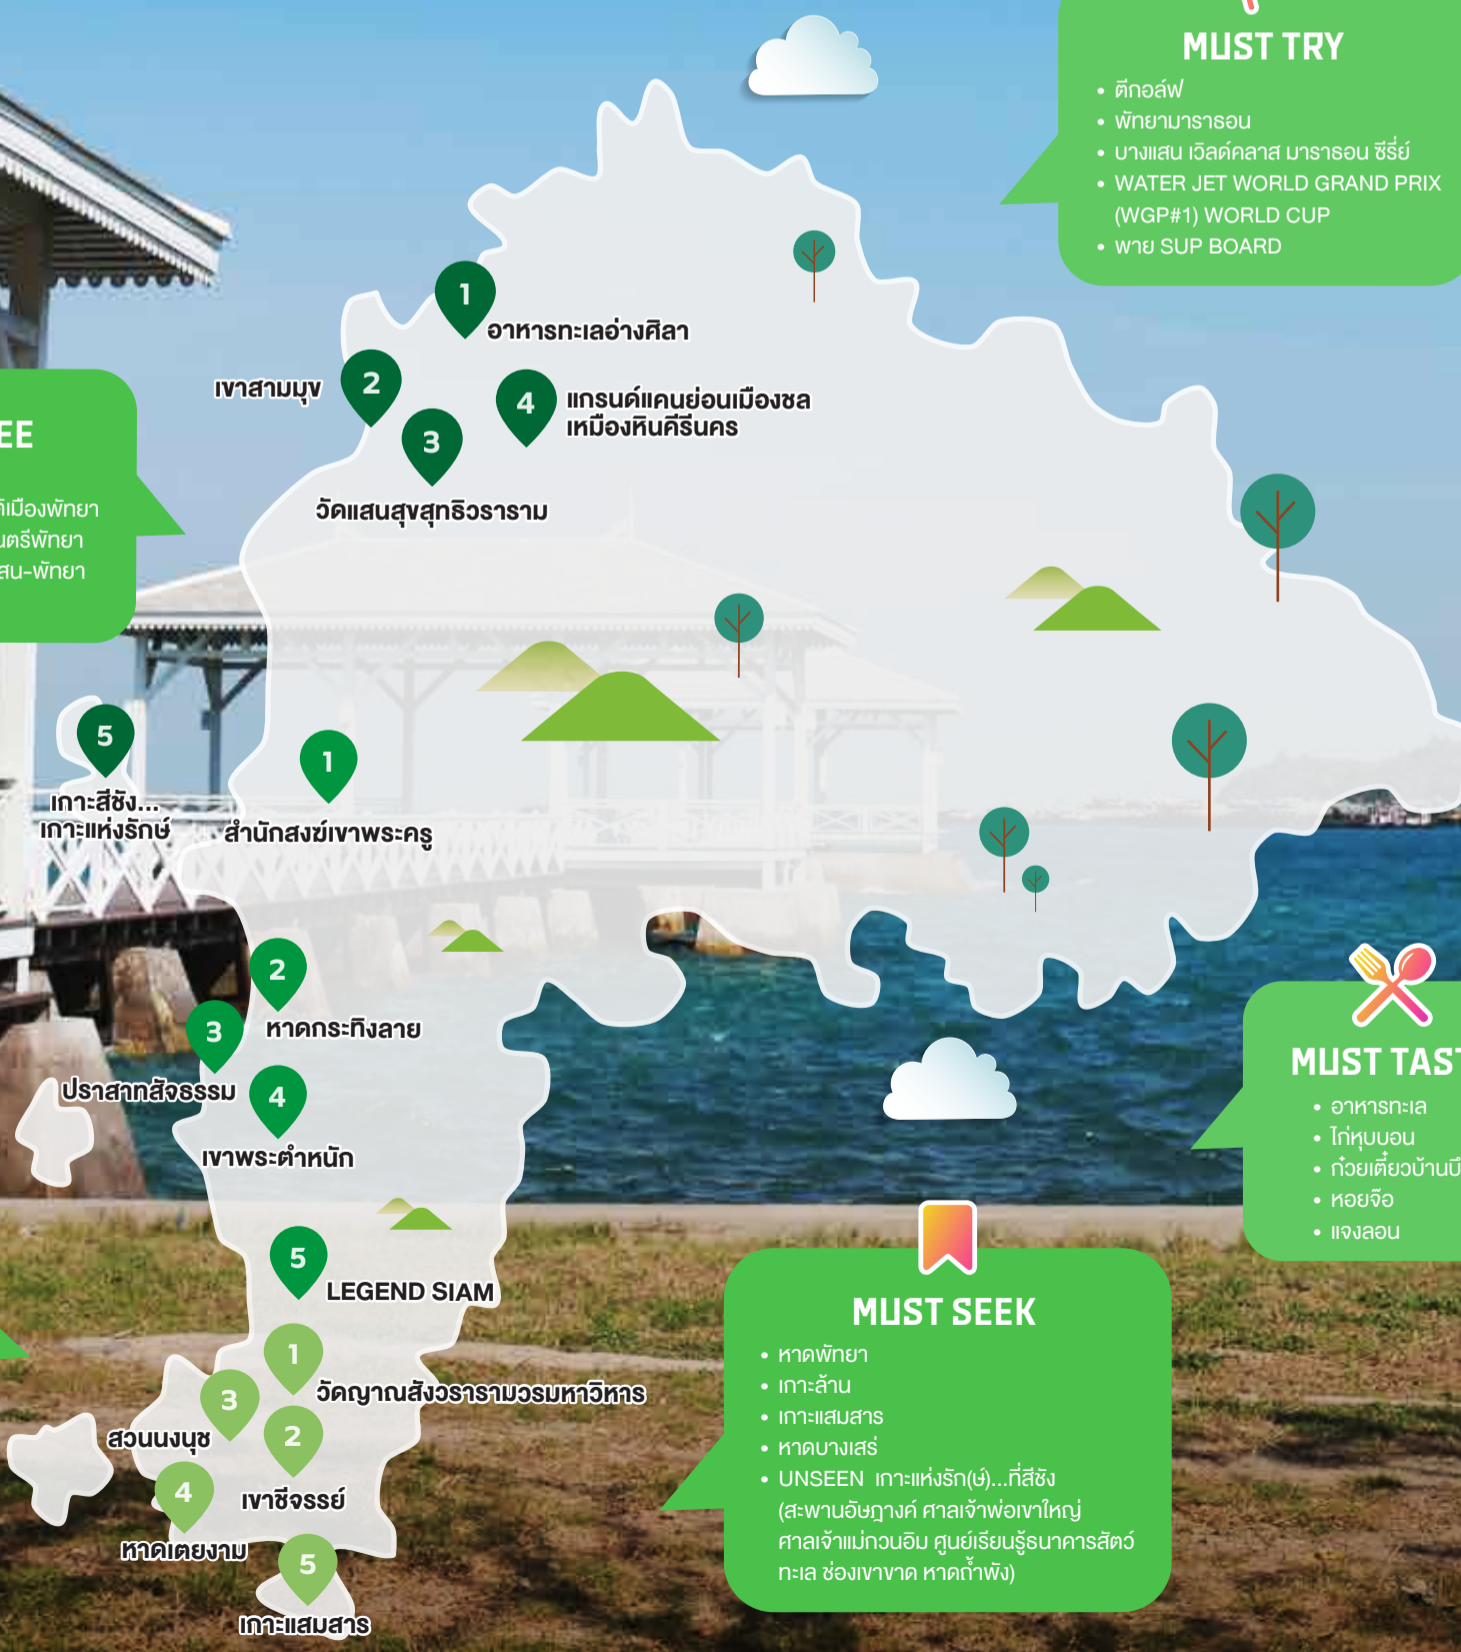 MUST TRY
• ตีกอล์ฟ
• พัทยามาราธอน
• บางแสน เวิลด์คลาส มาราธอน ซีรี่ย์
• WATER JET WORLD GRAND PRIX
(WGP#1) WORLD CUP
• พาย SUP BOARD
1
อาหารทะเลอ่างศิลา
2
เขาสามมุข
3
วัดแสนสุขสุทธิวราราม
4
แกรนด์แคนย่อนเมืองชล
เหมืองหินคีรีนคร
เมืองพัทยา
นตรีพัทยา
สน-พัทยา
5
เกาะสีชัง...
เกาะแห่งรักษ์
1
สำนักสงฆ์เขาพระครู
2
หาดกระทิงลาย
3
ปราสาทสัจธรรม
4
เขาพระตำหนัก
5
LEGEND SIAM
1
วัดญาณสังวรารามวรมหาวิหาร
2
เขาชีจรรย์
3
สวนนงนุช
4
หาดเตยงาม
5
เกาะแสมสาร
MUST TAST
• อาหารทะเล
• ไก่หุบบอน
• ก๋วยเตี๋ยวบ้านบึ
• หอยจ๊อ
• แจงลอน
MUST SEEK
• หาดพัทยา
• เกาะล้าน
• เกาะแสมสาร
• หาดบางเสร่
• UNSEEN เกาะแห่งรัก(ษ์)...ที่สีชัง
(สะพานอัษฎางค์ ศาลเจ้าพ่อเขาใหญ่
ศาลเจ้าแม่กวนอิม ศูนย์เรียนรู้ธนาคารสัตว์
ทะเล ช่องเขาขาด หาดถ้ำพัง)